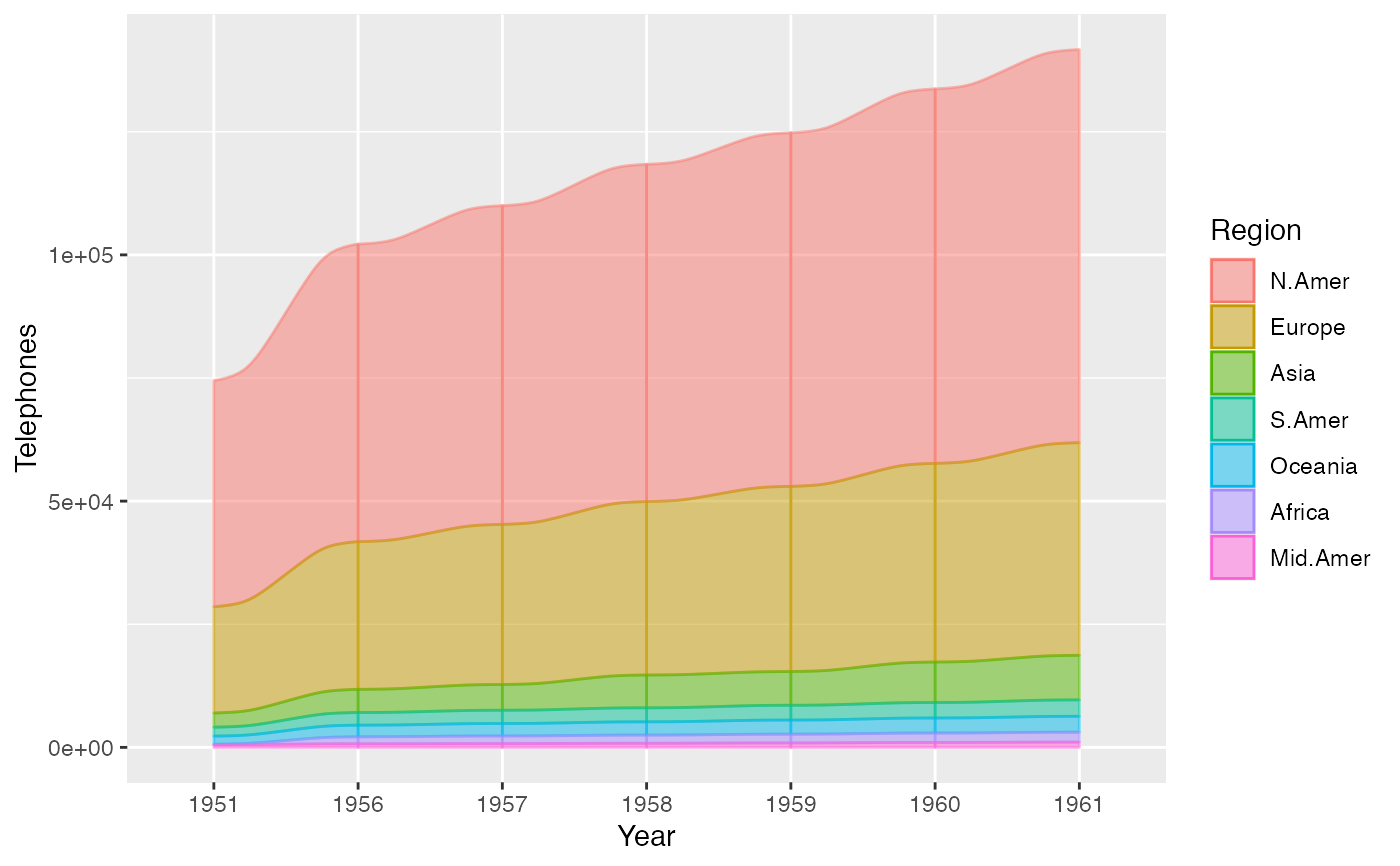 1e+05
5e+04
0e+00
Telephones
1951 1956 1957 1958 1959 1960 1961
Year
Region
N.Amer
Europe
Asia
S.Amer
Oceania
Africa
Mid.Amer